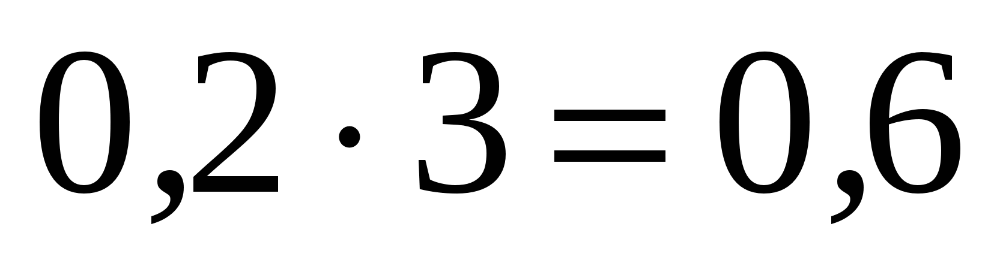 0,2 · 3 = 0,6